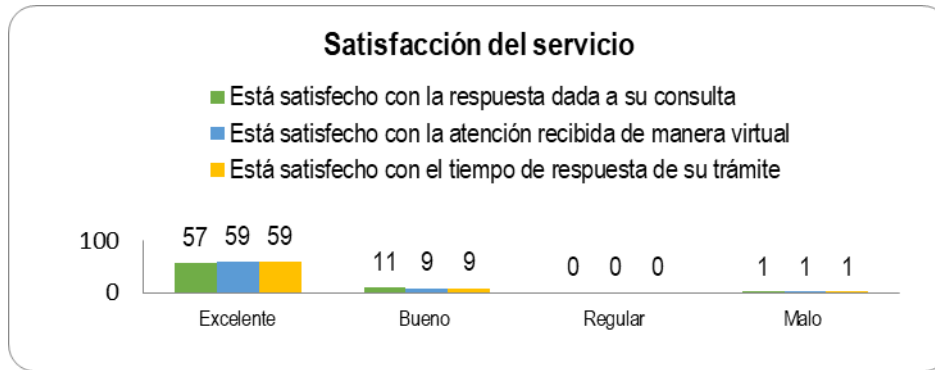 Satisfacción del servicio
Está satisfecho con la respuesta dada a su consulta
Está satisfecho con la atención recibida de manera virtual
Está satisfecho con el tiempo de respuesta de su trámite
100
57 59 59
11 9 9
0 0 0
1 1 1
0
Excelente Bueno Regular Malo